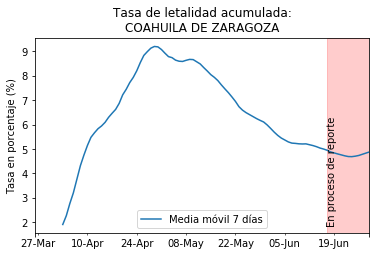 Tasa de letalidad acumulada:
COAHUILA DE ZARAGOZA
Tasa en porcentaje (%)
9
8
7
6
5
4
3
2
En proceso de reporte
Media móvil 7 días
27-Mar 10-Apr 24-Apr 08-May 22-May 05-Jun 19-Jun